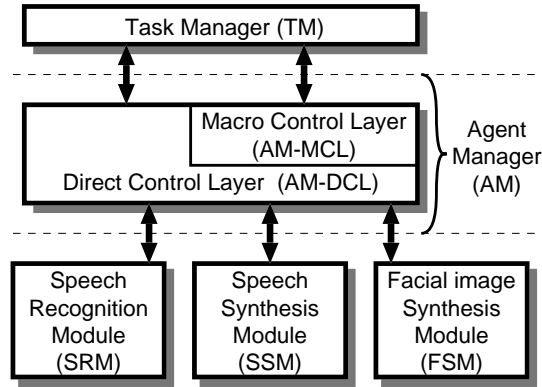 Task Manager (TM)
Macro Control Layer
(AM-MCL)
Direct Control Layer (AM-DCL)
Agent
Manager
(AM)
Speech
Recognition
Module
(SRM)
Speech
Synthesis
Module
(SSM)
Facial image
Synthesis
Module
(FSM)